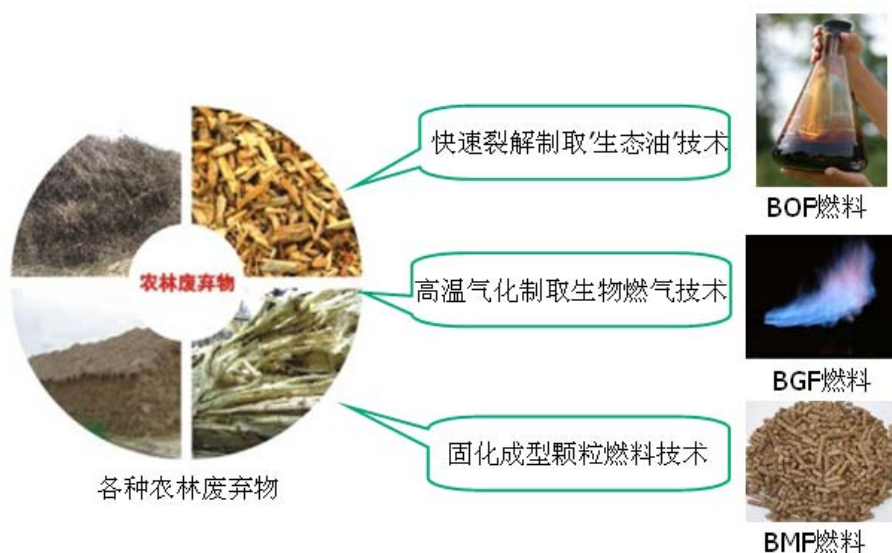 快速裂解制取'生态油'技术
BOF燃料
农林废弃物
高温气化制取生物燃气技术
BGF燃料
固化成型颗粒燃料技术
各种农林废弃物
BMF燃料